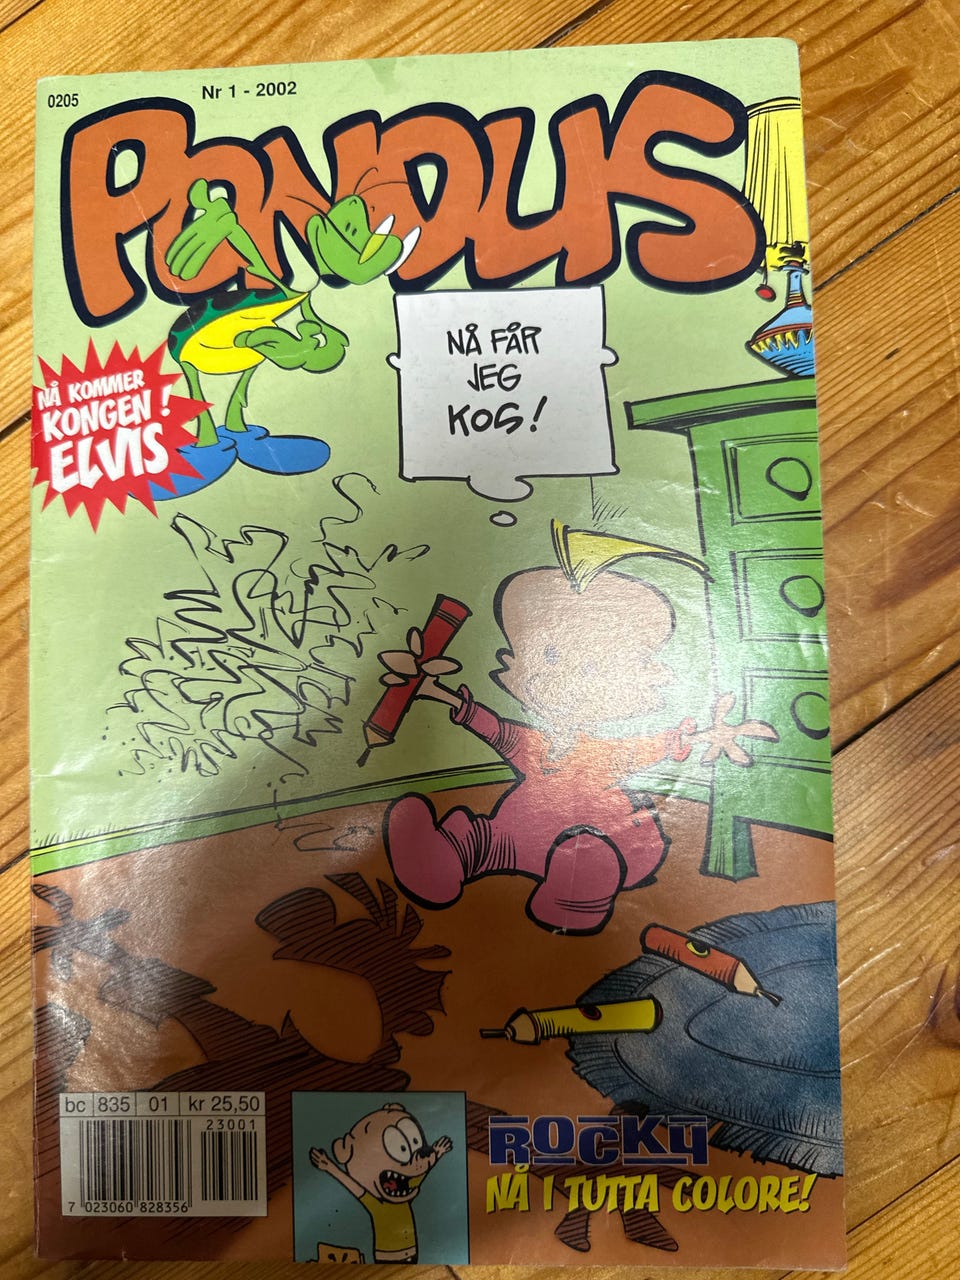 0205
Nr 1 - 2002
PONDUS
NÅ FÅR
JEG
KOS!
NÅ KOMMER
KONGEN!
ELVIS
bc 835 01 kr 25,50
23001
7 023060 828356
ROCKY
NÅ I TUTTA COLORE!